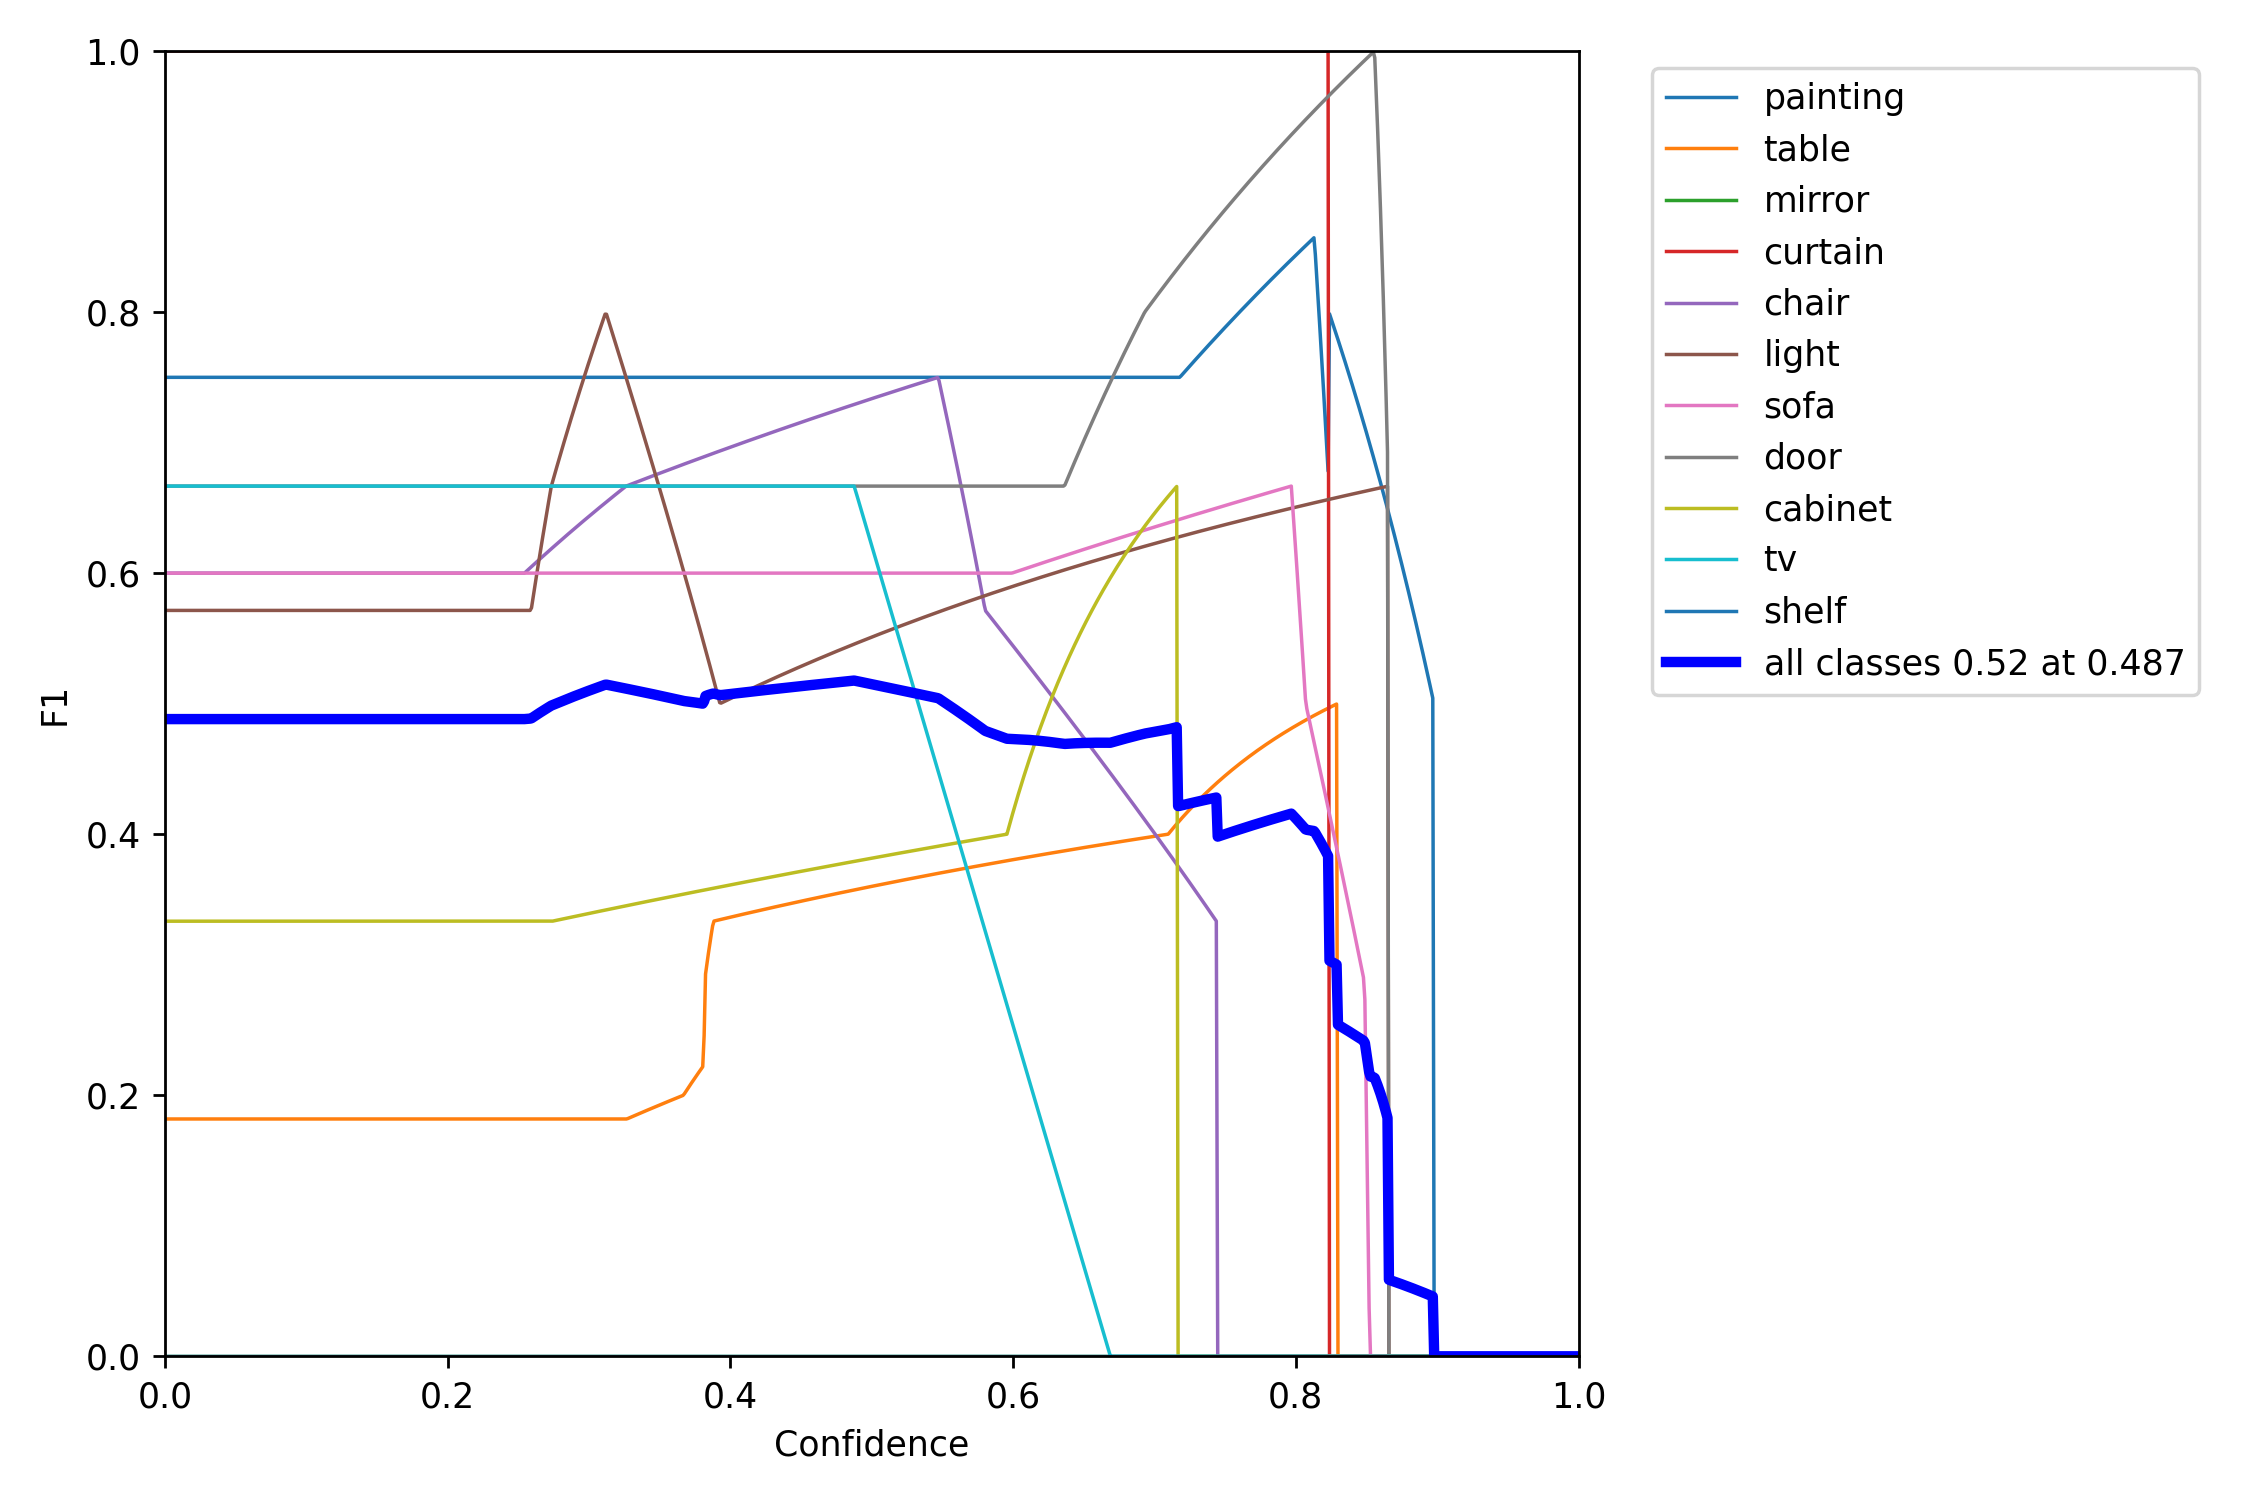 1.0
0.8
0.6
0.4
0.2
0.0
F1
0.0 0.2 0.4 0.6 0.8 1.0
Confidence
painting
table
mirror
curtain
chair
light
sofa
door
cabinet
tv
shelf
all classes 0.52 at 0.487